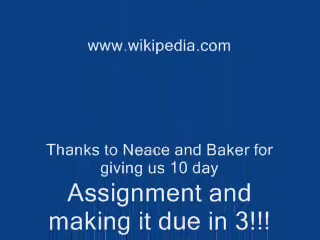 www.wikipedia.com
Thanks to Neace and Baker for
giving us 10 day
Assignment and
making it due in 3!!!